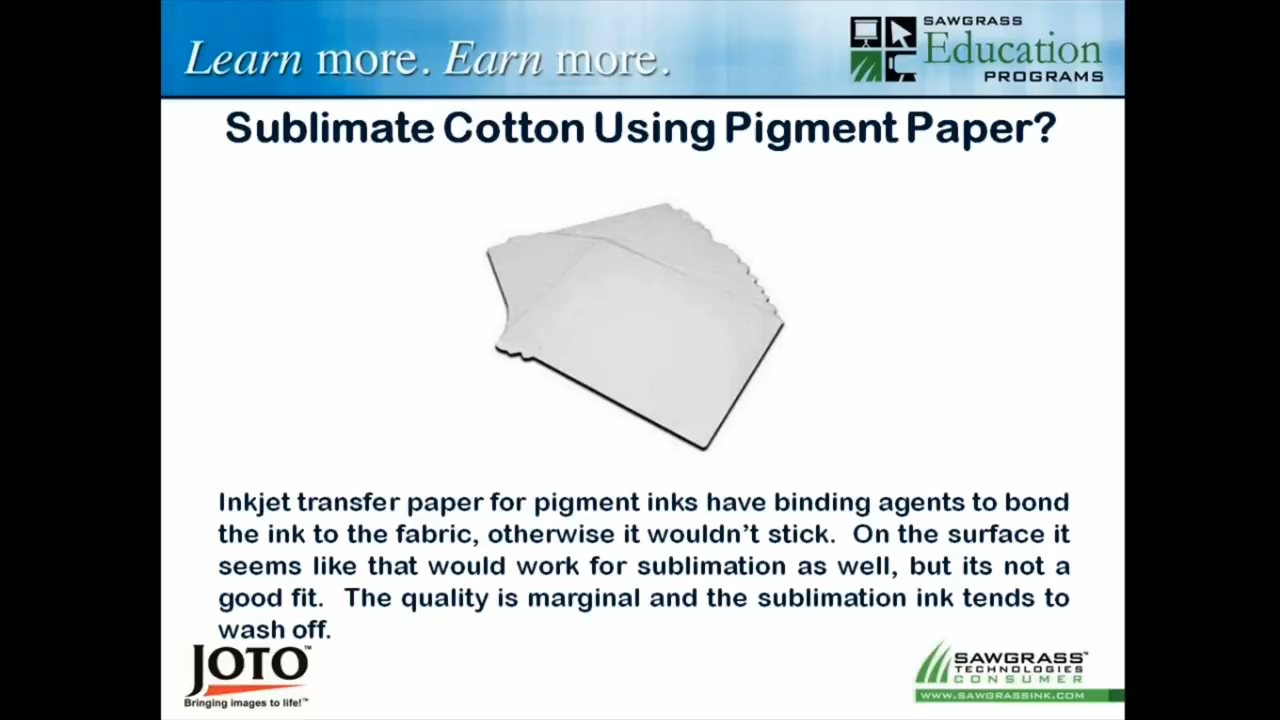 Learn more. Earn more.
SAWGRASS
Education
PROGRAMS
Sublimate Cotton Using Pigment Paper?
Inkjet transfer paper for pigment inks have binding agents to bond
the ink to the fabric, otherwise it wouldn't stick. On the surface it
seems like that would work for sublimation as well, but its not a
good fit. The quality is marginal and the sublimation ink tends to
wash off.
JOTO™
Bringing images to life!™
SAWGRASS™
TECHNOLOGIES
CONSUMER
WWW.SAWGRASSINK.COM